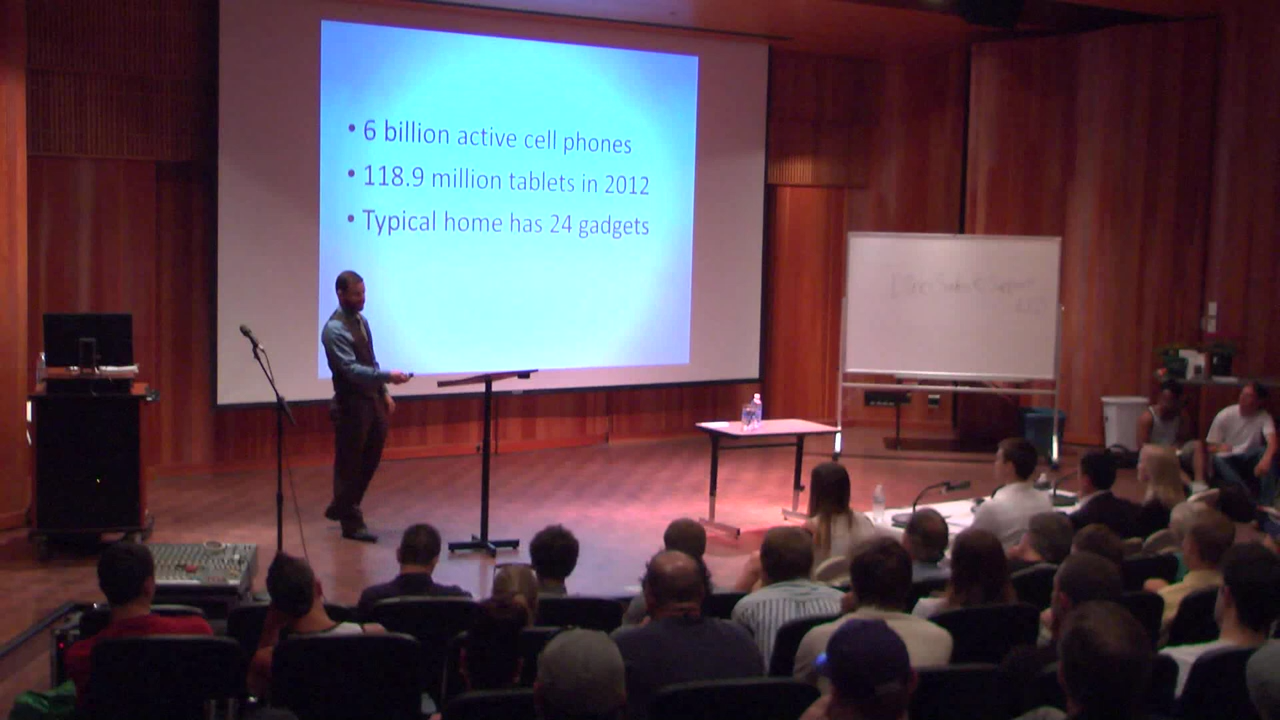 • 6 billion active cell phones
• 118.9 million tablets in 2012
• Typical home has 24 gadgets